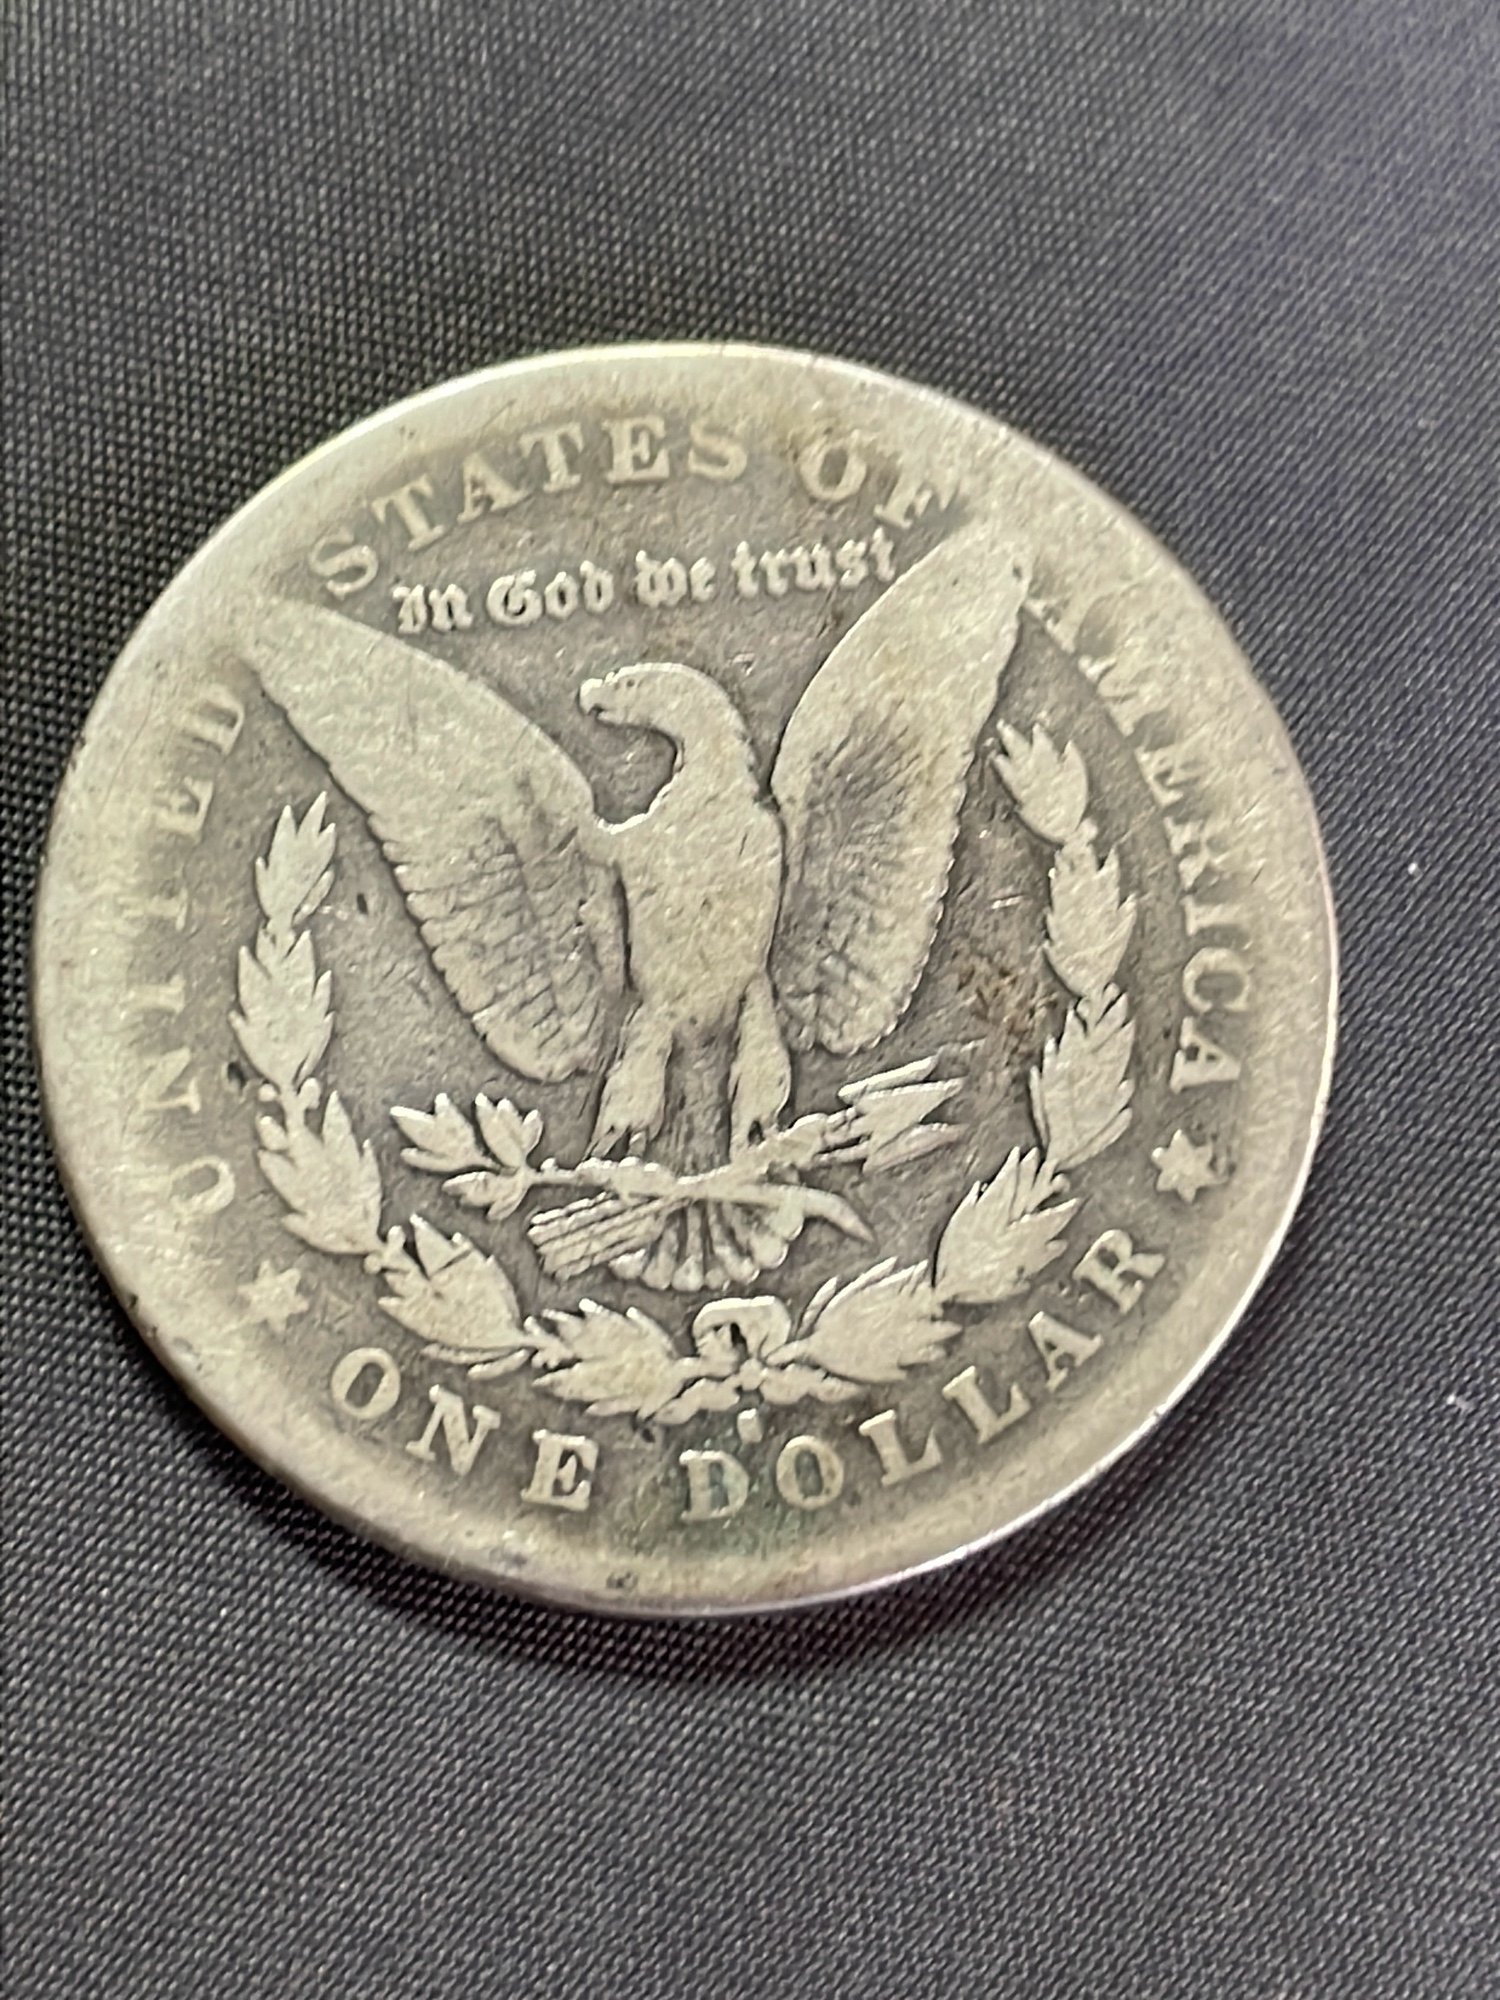 UNITED STATES OF AMERICA
In God we trust
ONE DOLLAR